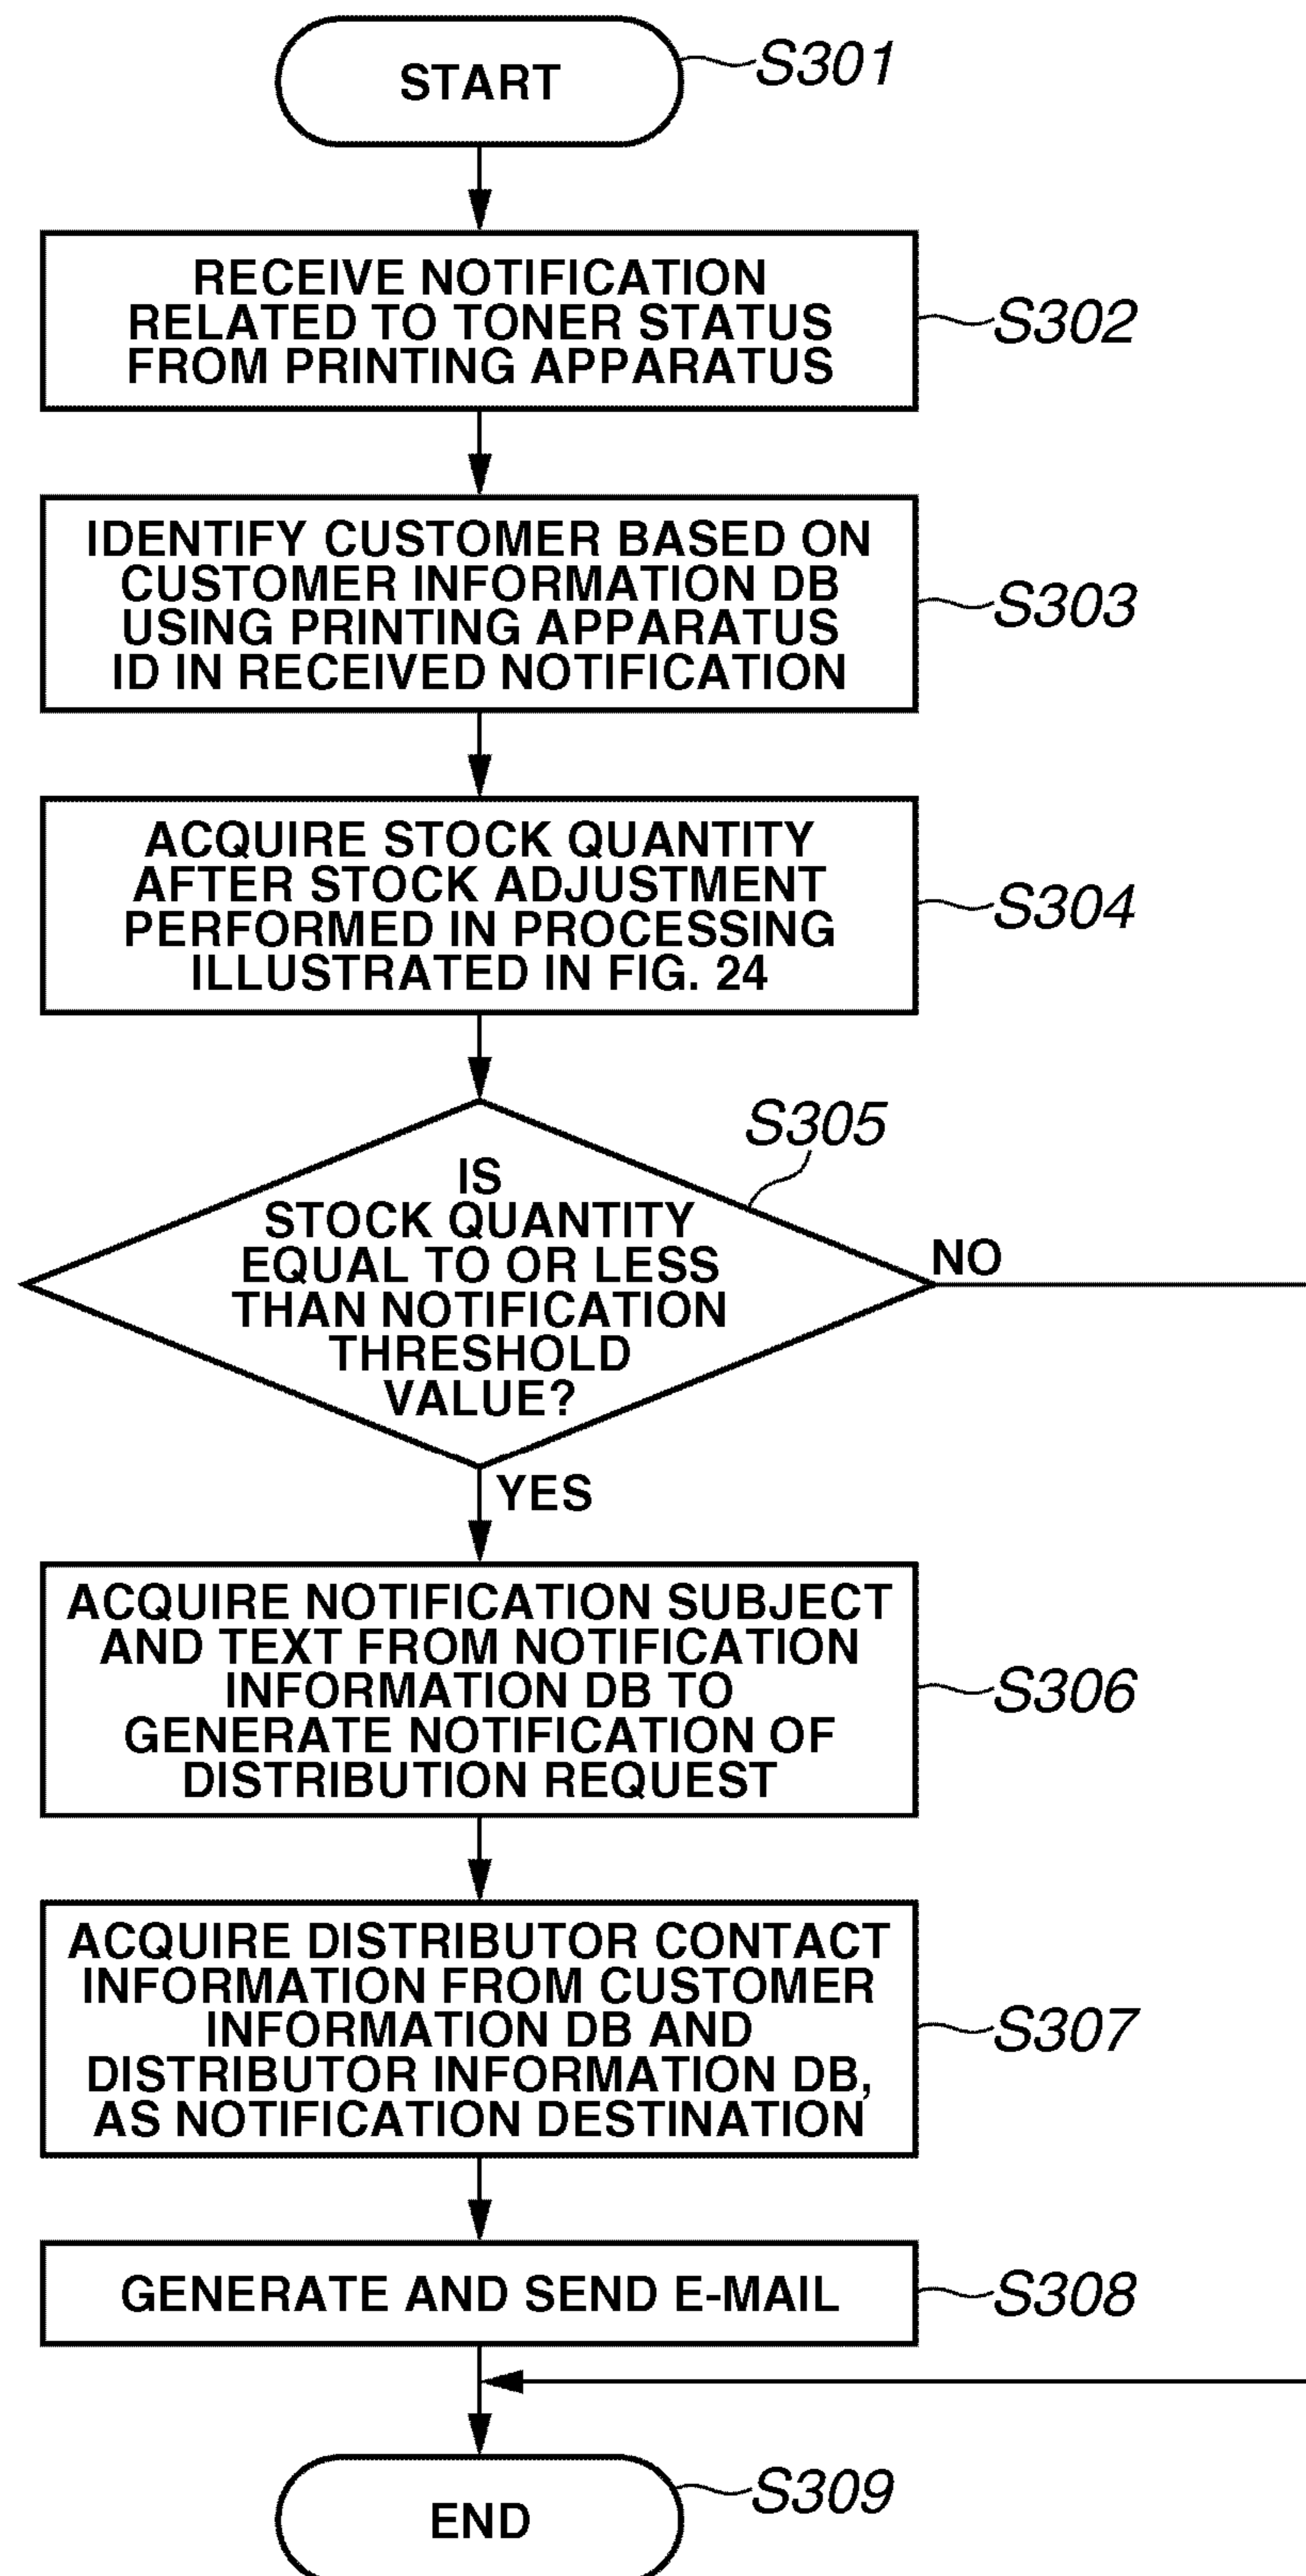 START
S301
RECEIVE NOTIFICATION
RELATED TO TONER STATUS
FROM PRINTING APPARATUS
S302
IDENTIFY CUSTOMER BASED ON
CUSTOMER INFORMATION DB
USING PRINTING APPARATUS
ID IN RECEIVED NOTIFICATION
S303
ACQUIRE STOCK QUANTITY
AFTER STOCK ADJUSTMENT
PERFORMED IN PROCESSING
ILLUSTRATED IN FIG. 24
S304
S305
IS
STOCK QUANTITY
EQUAL TO OR LESS
THAN NOTIFICATION
THRESHOLD
VALUE?
NO
YES
ACQUIRE NOTIFICATION SUBJECT
AND TEXT FROM NOTIFICATION
INFORMATION DB TO
GENERATE NOTIFICATION OF
DISTRIBUTION REQUEST
S306
ACQUIRE DISTRIBUTOR CONTACT
INFORMATION FROM CUSTOMER
INFORMATION DB AND
DISTRIBUTOR INFORMATION DB,
AS NOTIFICATION DESTINATION
S307
GENERATE AND SEND E-MAIL
S308
END
S309